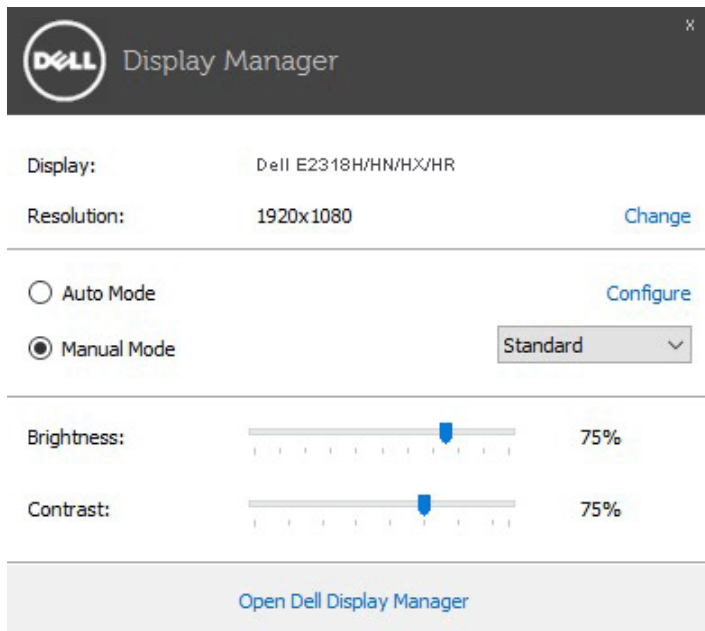 DELL Display Manager x
Display: Dell E2318H/HN/HX/HR
Resolution: 1920x1080 Change
Auto Mode Configure
Manual Mode Standard
Brightness: 75%
Contrast: 75%
Open Dell Display Manager